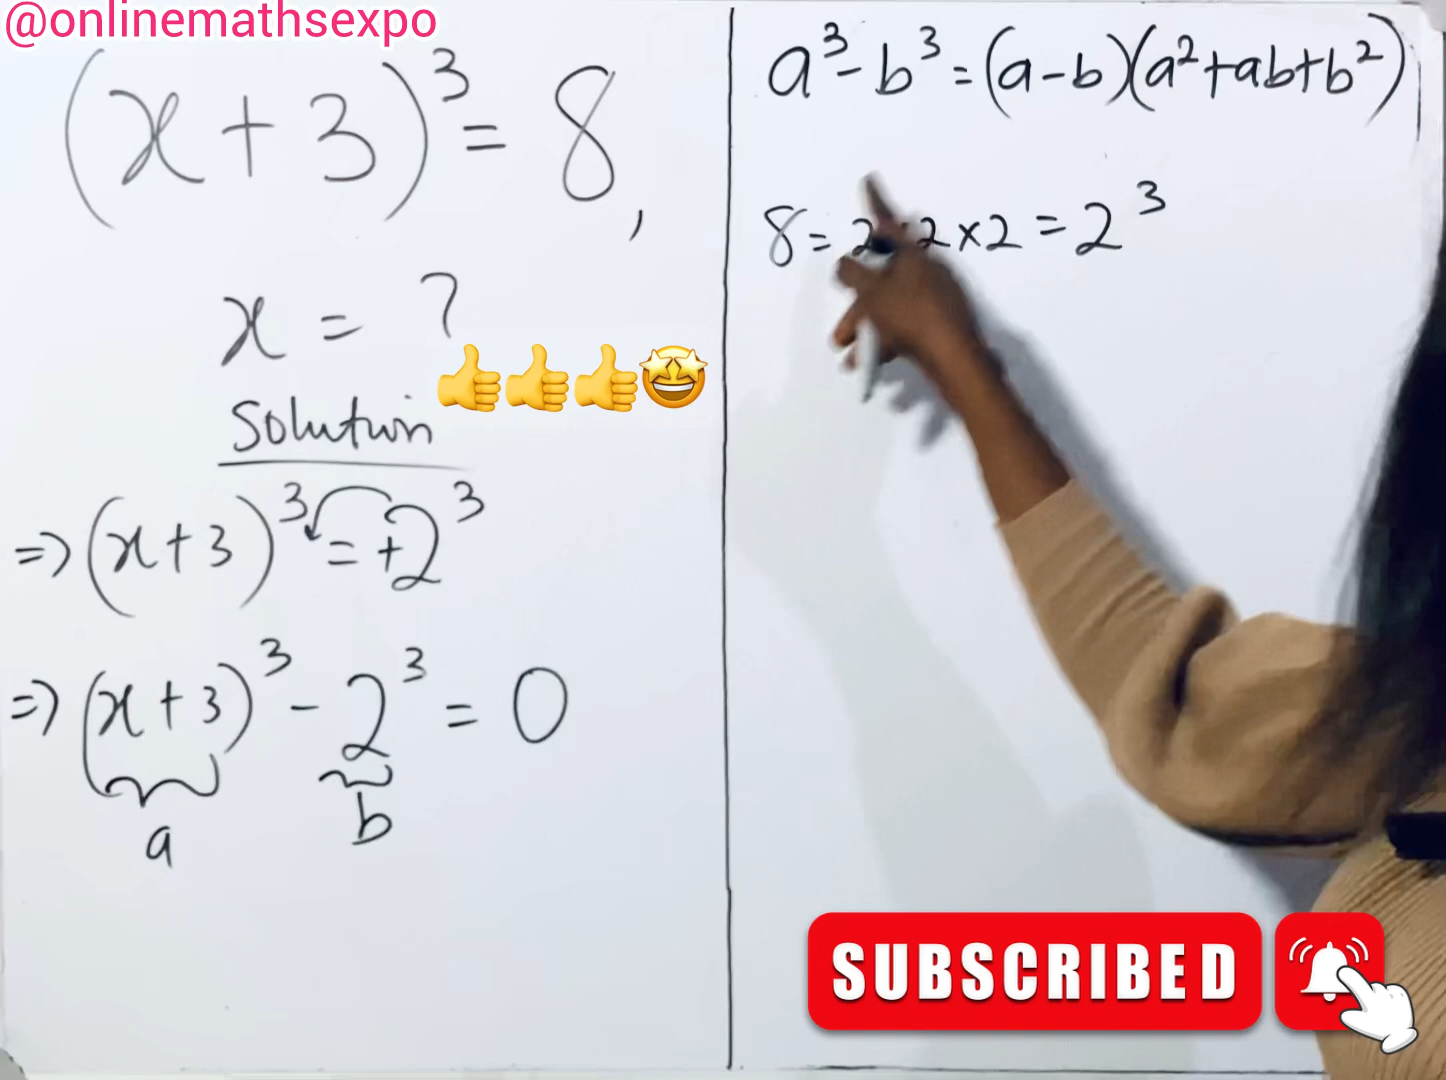 @onlinemathsexpo
(x+3)³ = 8,
x = ?
Solution
⇒ (x+3)³ = +2³
⇒ (x+3)³ - 2³ = 0
a b
a³-b³ = (a-b)(a²+ab+b²)
8 = 2 2×2 = 2³
SUBSCRIBED